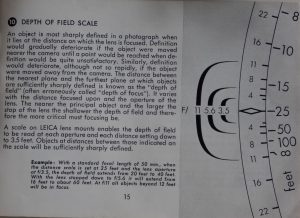 10 DEPTH OF FIELD SCALE
An object is most sharply defined in a photograph when
it lies at the distance on which the lens is focused. Definition
would gradually deteriorate if the object were moved
nearer the camera until a point would be reached when de-
finition would be quite unsatisfactory. Similarly, definition
would deteriorate, although not so rapidly, if the object
were moved away from the camera. The distance between
the nearest plane and the furthest plane at which objects
are sufficiently sharply defined is known as the "depth of
field" (often erroneously called "depth of focus"). It varies
with the distance focused upon and the aperture of the
lens. The nearer the principal object and the larger the
stop of the lens the shallower the depth of field and there-
fore the more critical must focusing be.
A scale on LEICA lens mounts enables the depth of field
to be read at each aperture and each distance setting down
to 3.5 feet. Objects at distances between those indicated on
the scale will be sufficiently sharply defined.
Example: With a standard focal length of 50 mm, when
the distance scale is set at 25 feet and the lens aperture
at f/3.5, the depth of field extends from 20 feet to 40 feet.
With the lens stopped down to f/5.6 it will extend from
16 feet to 60 feet. At f/11 all objects beyond 12 feet
will be in focus
15
F/ 11 5.6 3.5
22
8
16
10
11
15
25
50
100
11
16
22
feet